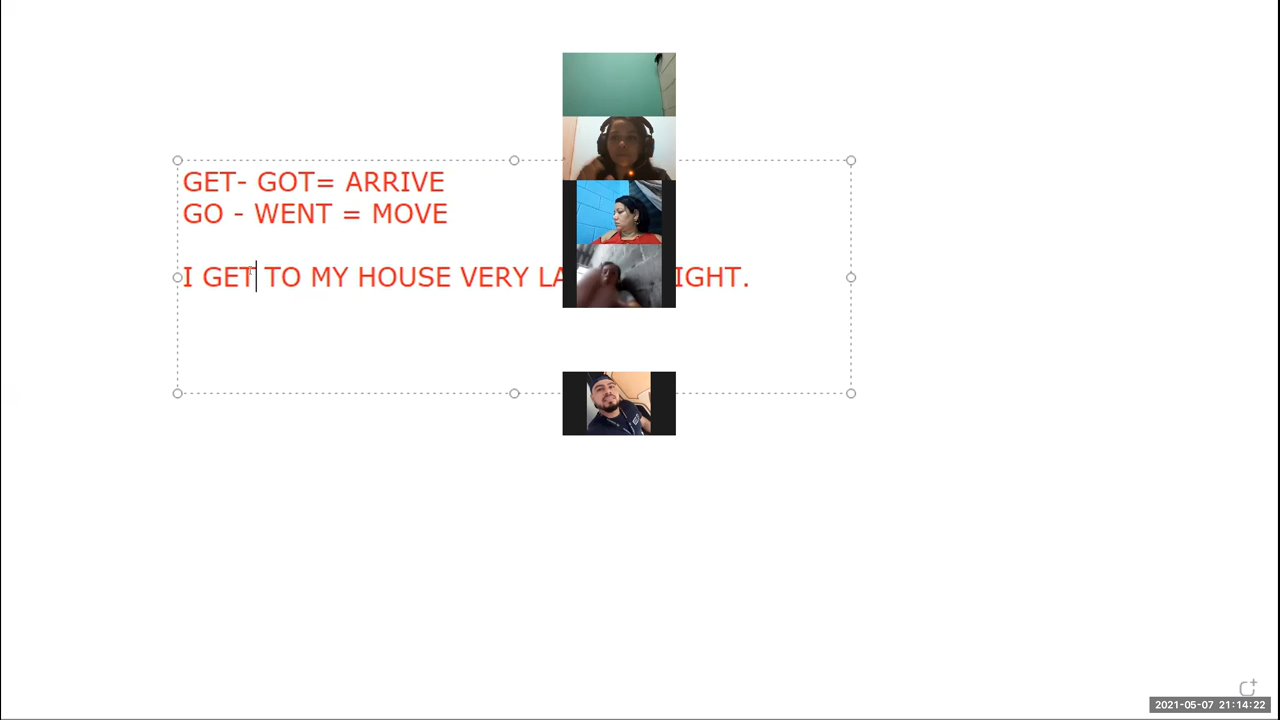 GET- GOT= ARRIVE
GO - WENT = MOVE
I GET TO MY HOUSE VERY
2021-05-07 21:14:22